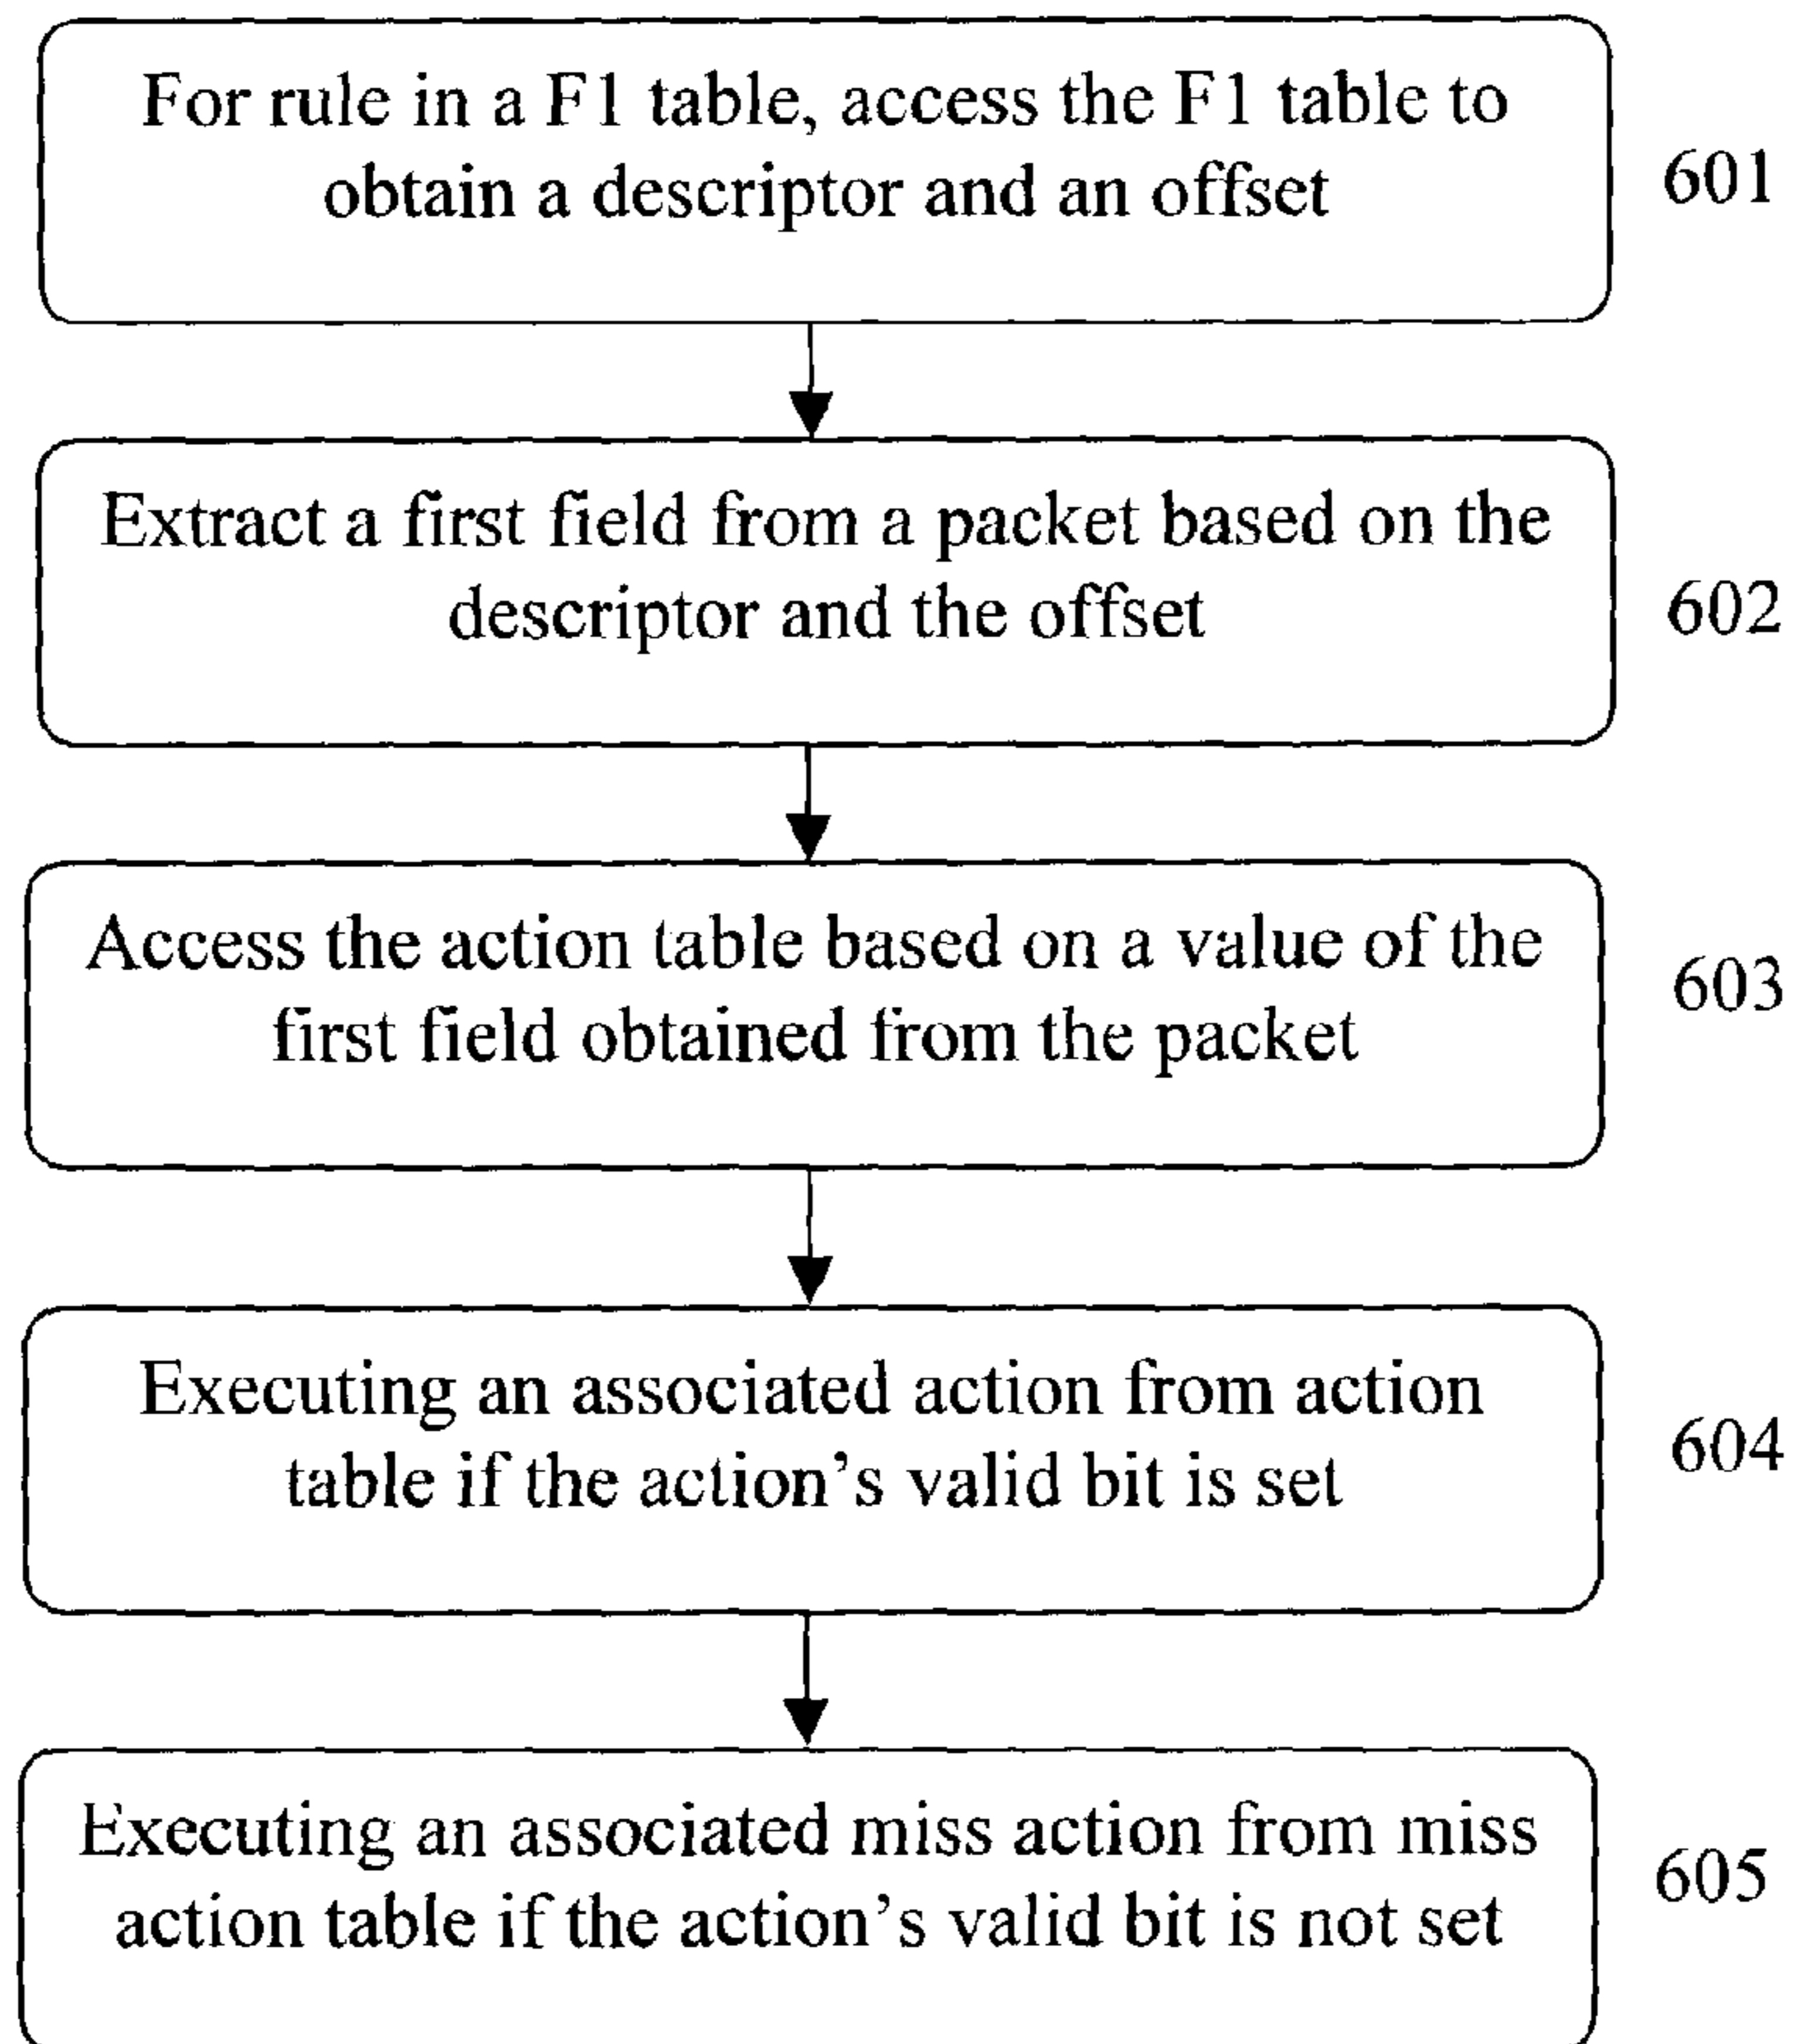 For rule in a F1 table, access the F1 table to
obtain a descriptor and an offset
601
Extract a first field from a packet based on the
descriptor and the offset
602
Access the action table based on a value of the
first field obtained from the packet
603
Executing an associated action from action
table if the action's valid bit is set
604
Executing an associated miss action from miss
action table if the action's valid bit is not set
605